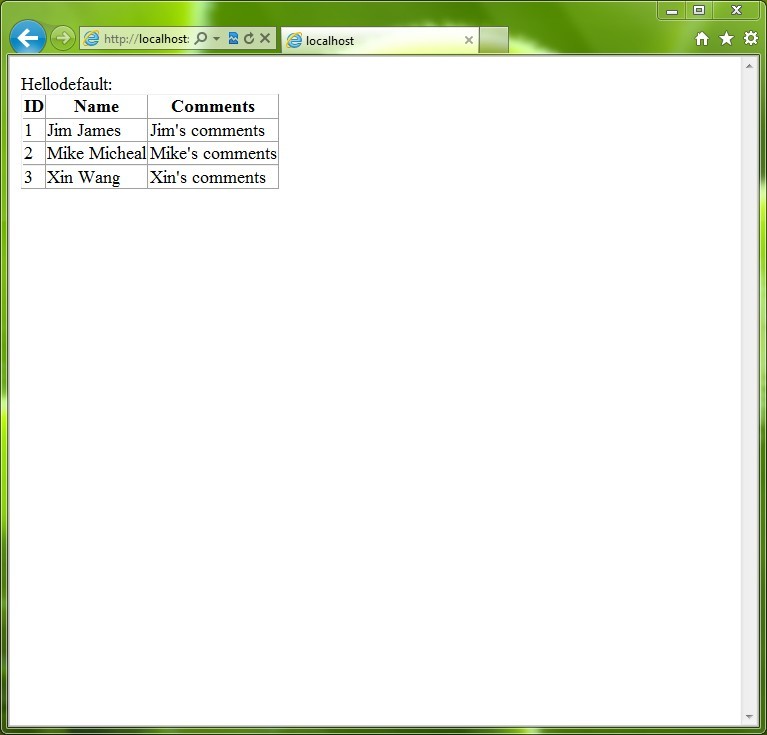 http://localhost:
localhost
Hellodefault:
ID Name Comments
1 Jim James Jim's comments
2 Mike Micheal Mike's comments
3 Xin Wang Xin's comments